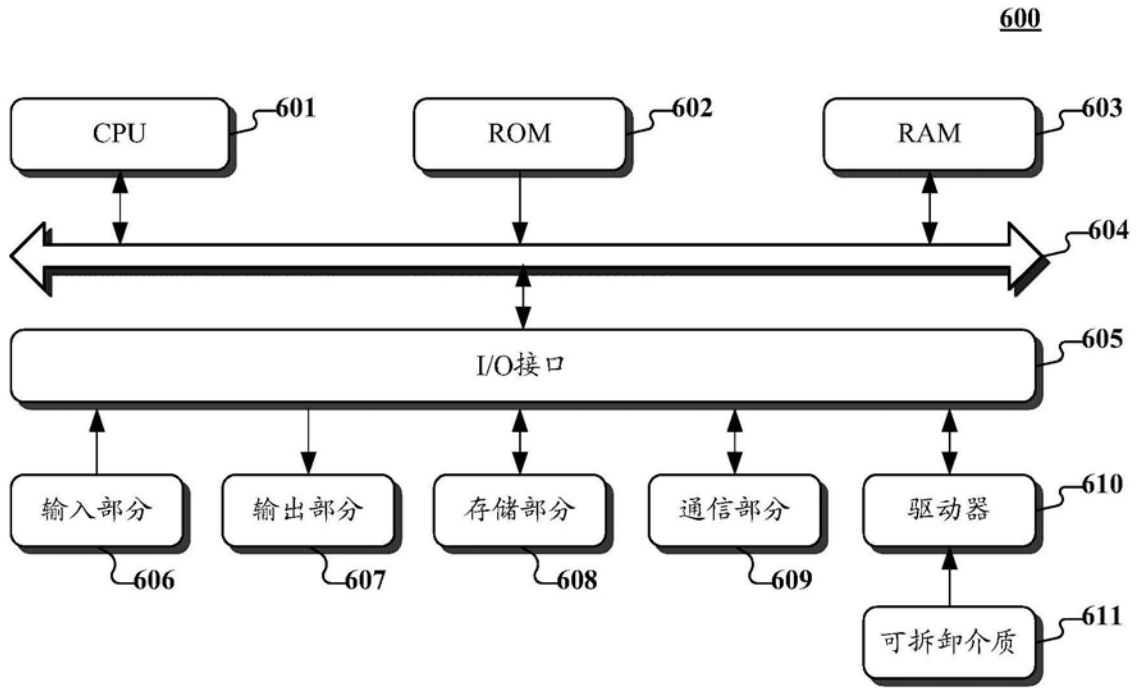 600
CPU
601
ROM
602
RAM
603
604
I/O接口
605
输入部分
606
输出部分
607
存储部分
608
通信部分
609
驱动器
610
可拆卸介质
611